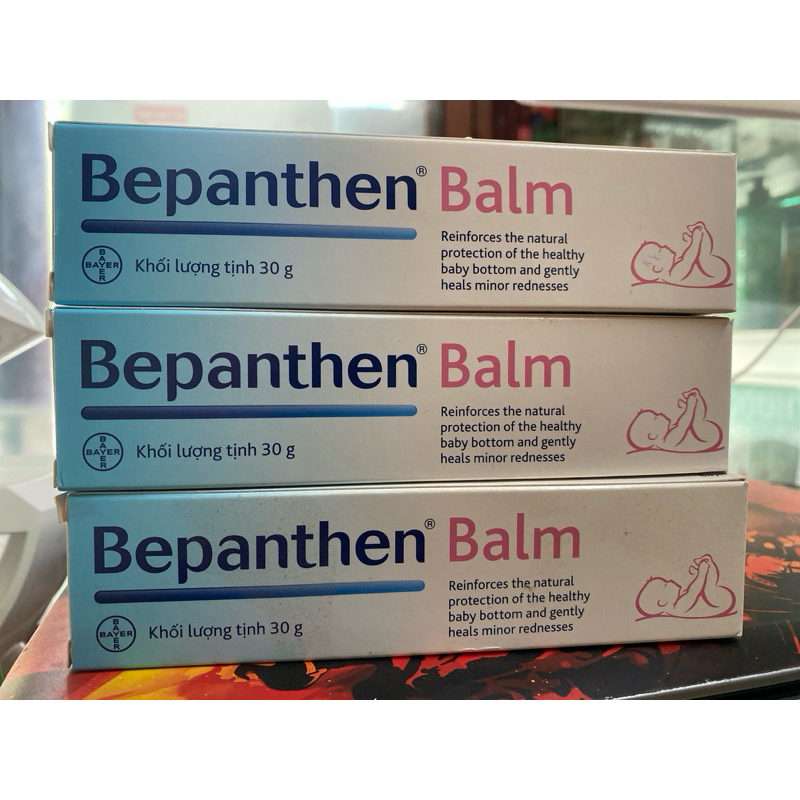 Bepanthen® Balm
Reinforces the natural
protection of the healthy
baby bottom and gently
heals minor rednesses
BAYER
BAYER
Khối lượng tịnh 30 g
Bepanthen® Balm
Reinforces the natural
protection of the healthy
baby bottom and gently
heals minor rednesses
BAYER
BAYER
Khối lượng tịnh 30 g
Bepanthen® Balm
Reinforces the natural
protection of the healthy
baby bottom and gently
heals minor rednesses
BAYER
BAYER
Khối lượng tịnh 30 g